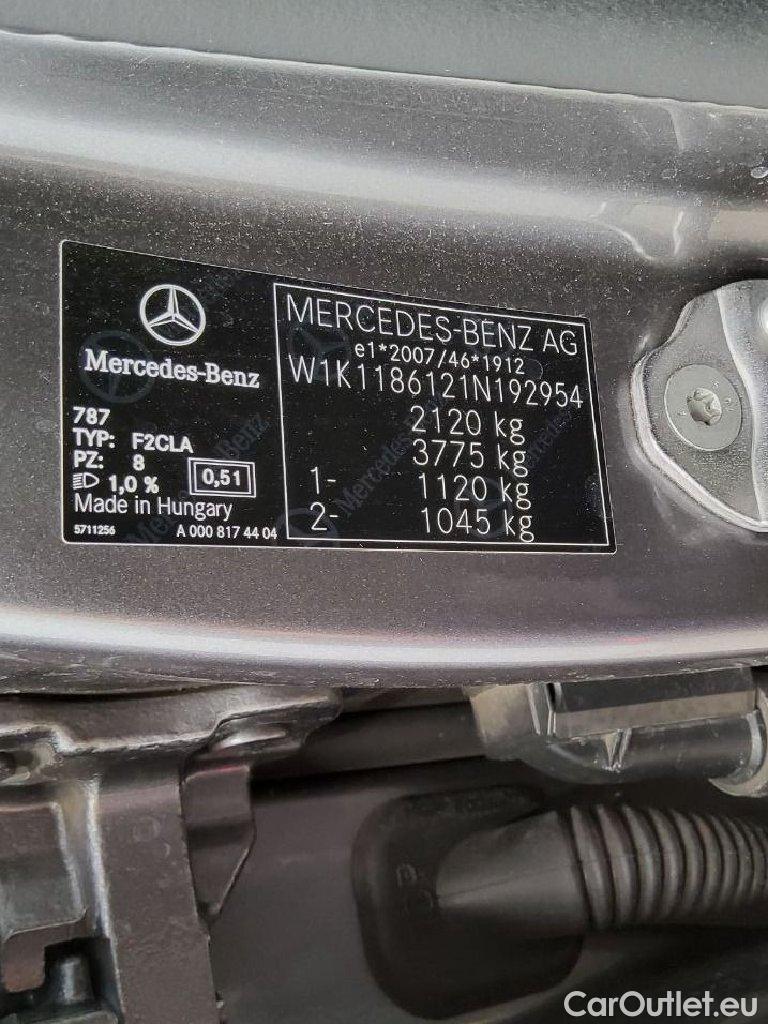 Mercedes-Benz
787
TYP: F2CLA
PZ: 8
1,0 %
0,51
Made in Hungary
5711256
A 000 817 44 04
MERCEDES-BENZ AG
e1*2007/46*1912
W1K1186121N192954
2120 kg
3775 kg
1- 1120 kg
2- 1045 kg
CarOutlet.eu